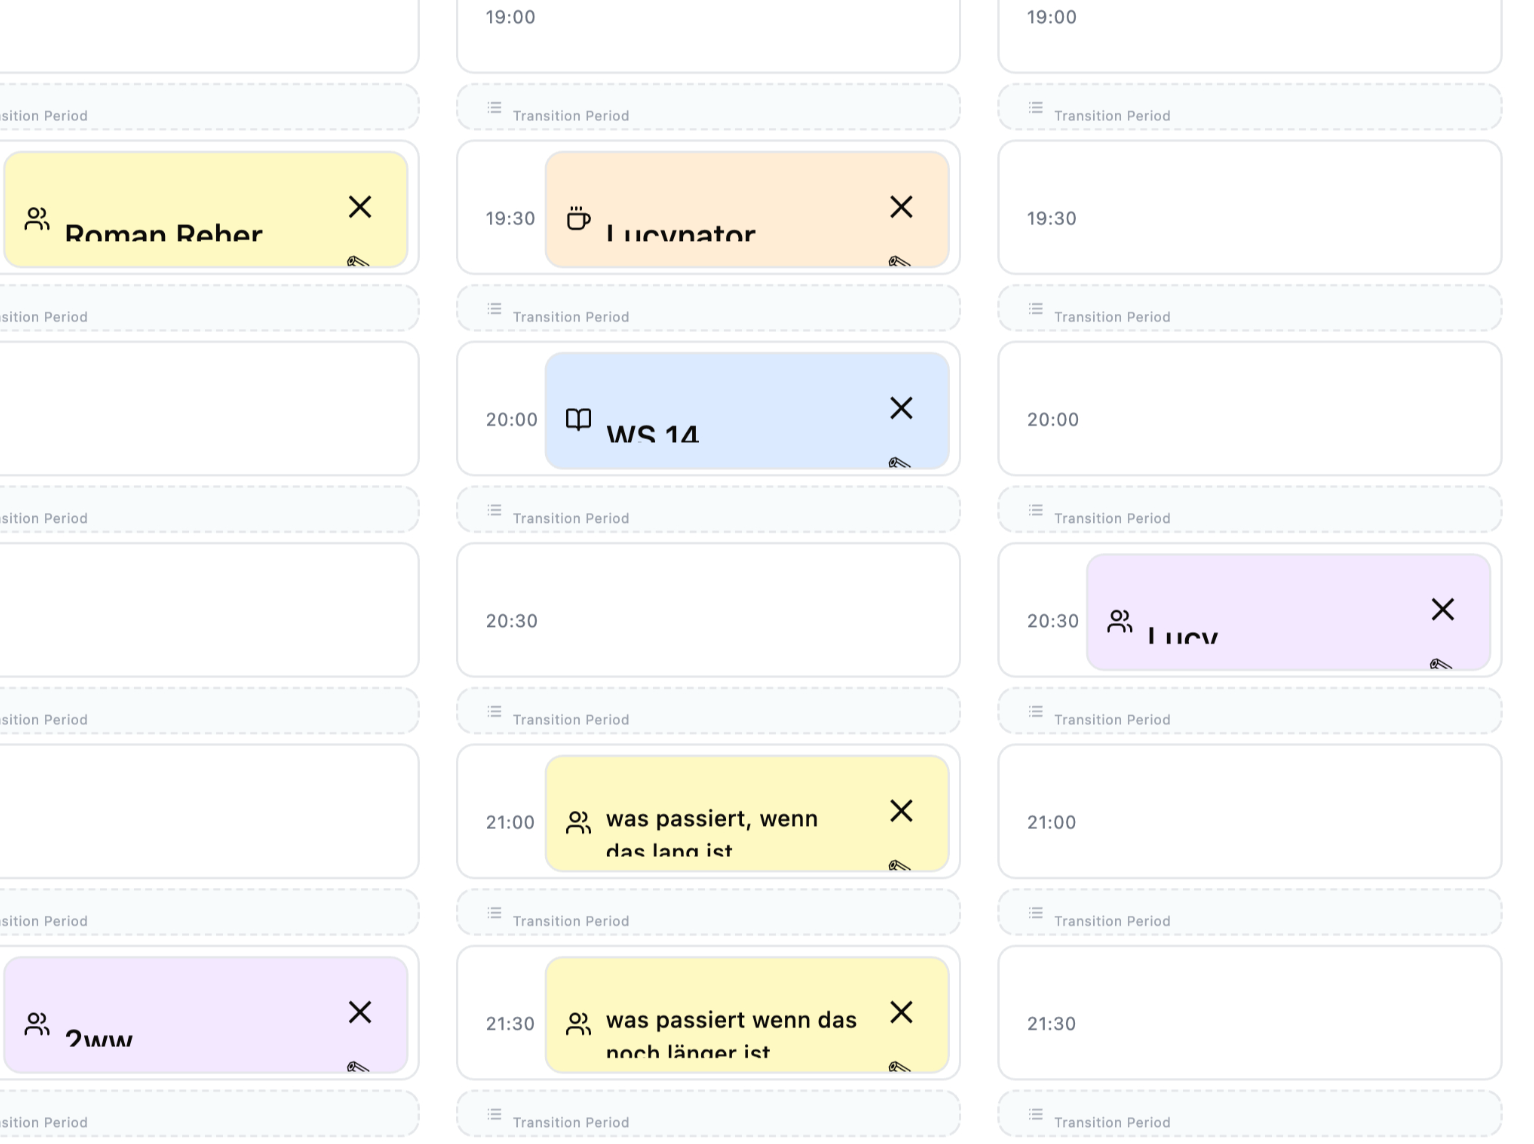 19:00
19:00
sition Period
Transition Period
Transition Period
Roman Reber
19:30
Lucynator
19:30
sition Period
Transition Period
Transition Period
20:00
WS 14
20:00
sition Period
Transition Period
Transition Period
20:30
20:30
Lucy
sition Period
Transition Period
Transition Period
21:00
was passiert, wenn
das lang ist
21:00
sition Period
Transition Period
Transition Period
2ww
21:30
was passiert wenn das
noch länger ist
21:30
sition Period
Transition Period
Transition Period